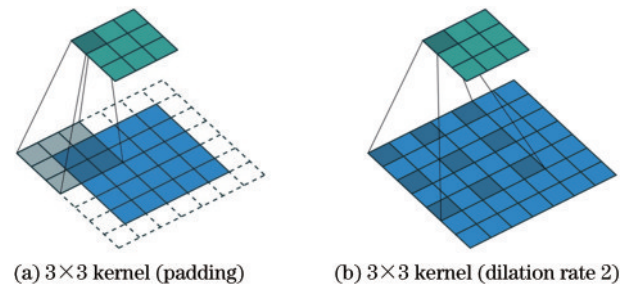 (a) 3×3 kernel (padding)
(b) 3×3 kernel (dilation rate 2)